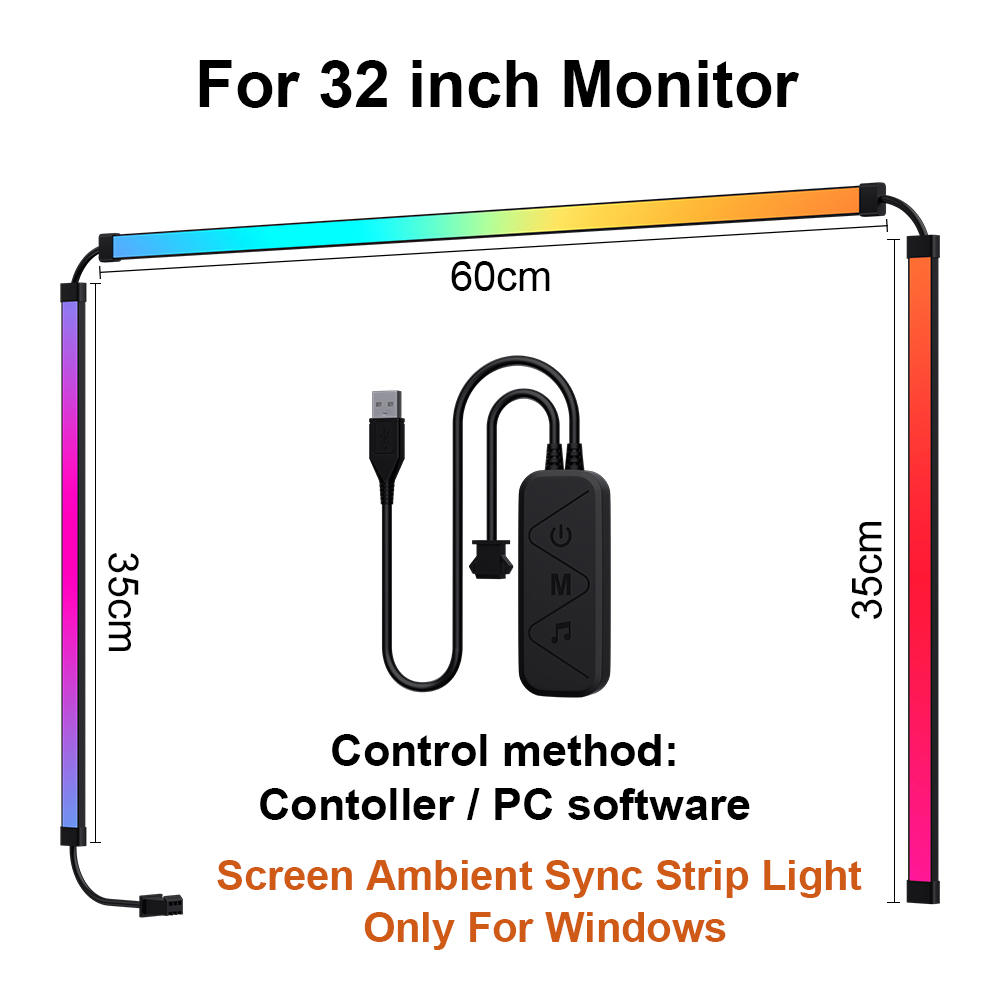 For 32 inch Monitor
60cm
35cm
35cm
M
Control method:
Contoller / PC software
Screen Ambient Sync Strip Light
Only For Windows